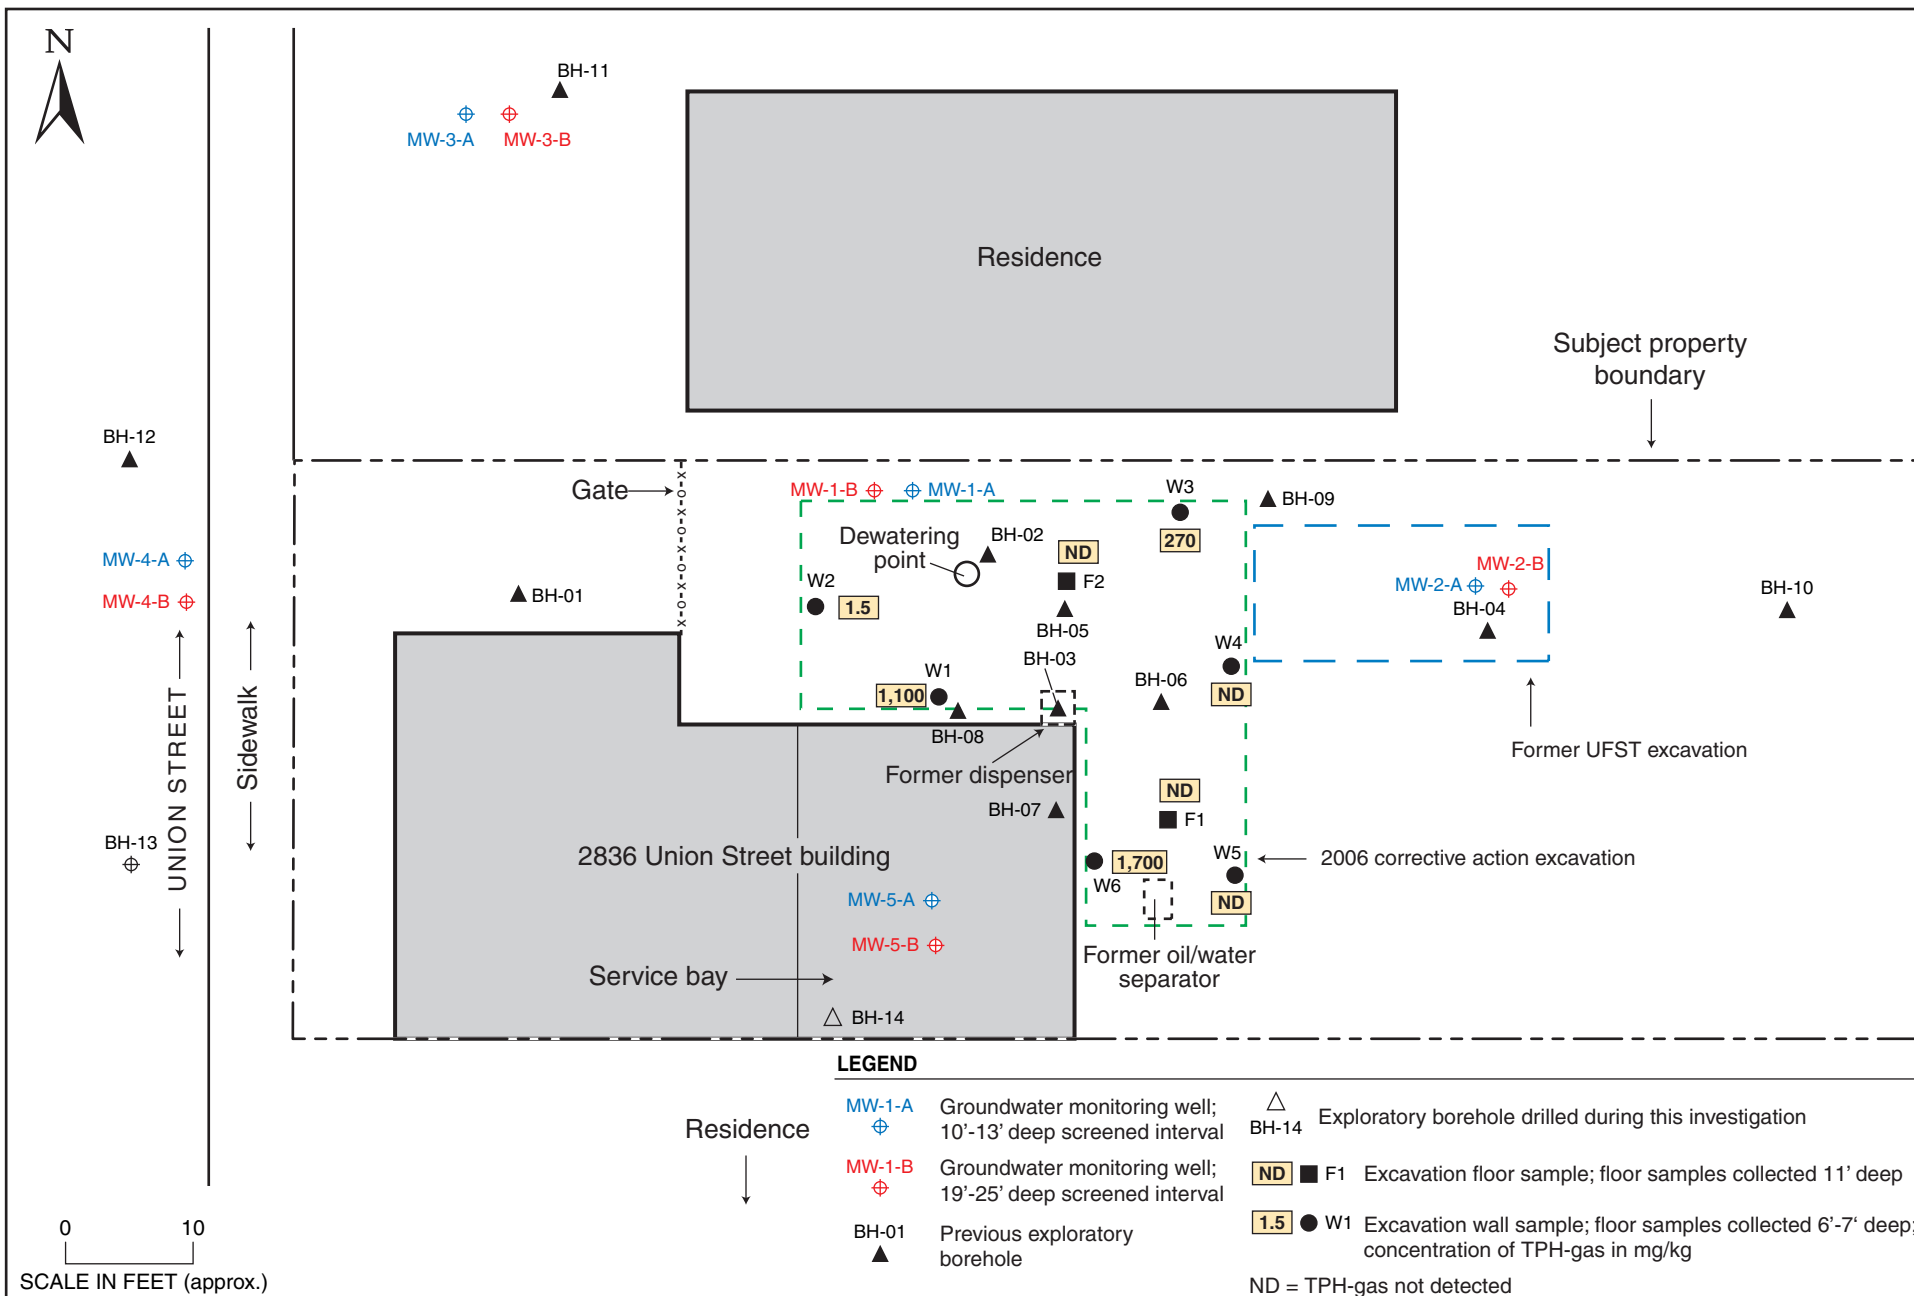 N
BH-11
MW-3-A
MW-3-B
Residence
Subject property
boundary
BH-12
Gate
x o x o x o x o x o x
MW-1-B
MW-1-A
W3
270
BH-09
Dewatering
point
BH-02
ND
F2
MW-4-A
MW-4-B
BH-01
W2
1.5
BH-05
MW-2-B
MW-2-A
BH-04
BH-10
BH-03
W4
ND
W1
1,100
BH-06
BH-08
Former dispenser
Former UFST excavation
UNION STREET
Sidewalk
BH-07
ND
F1
BH-13
2836 Union Street building
W6
1,700
W5
ND
2006 corrective action excavation
MW-5-A
MW-5-B
Former oil/water
separator
Service bay
BH-14
LEGEND
MW-1-A
Groundwater monitoring well;
10’-13’ deep screened interval
MW-1-B
Groundwater monitoring well;
19’-25’ deep screened interval
BH-01
Previous exploratory
borehole
BH-14
Exploratory borehole drilled during this investigation
ND F1 Excavation floor sample; floor samples collected 11’ deep
1.5 W1 Excavation wall sample; floor samples collected 6’-7‘ deep;
concentration of TPH-gas in mg/kg
ND = TPH-gas not detected
Residence
0 10
SCALE IN FEET (approx.)